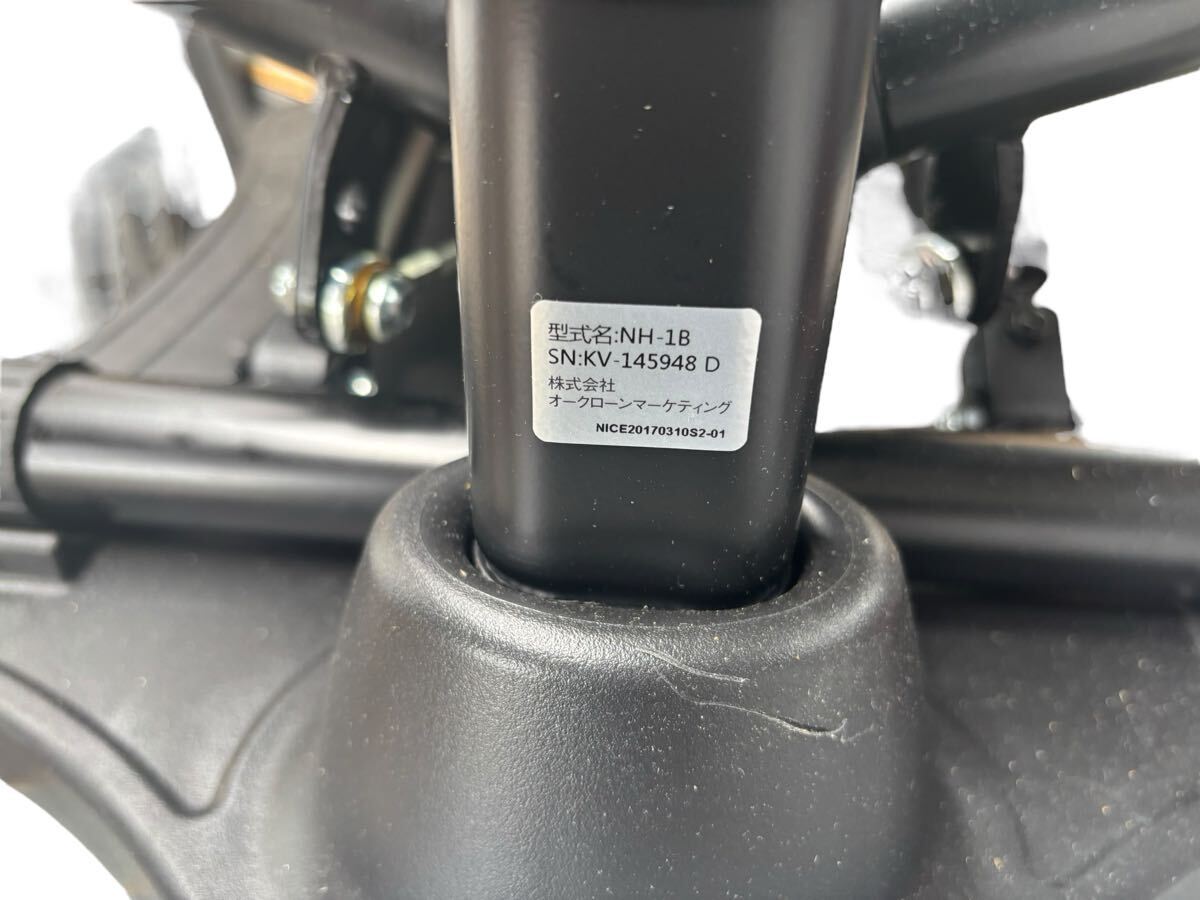 型式名:NH-1B
SN:KV-145948 D
株式会社
オークローンマーケティング
NICE20170310S2-01